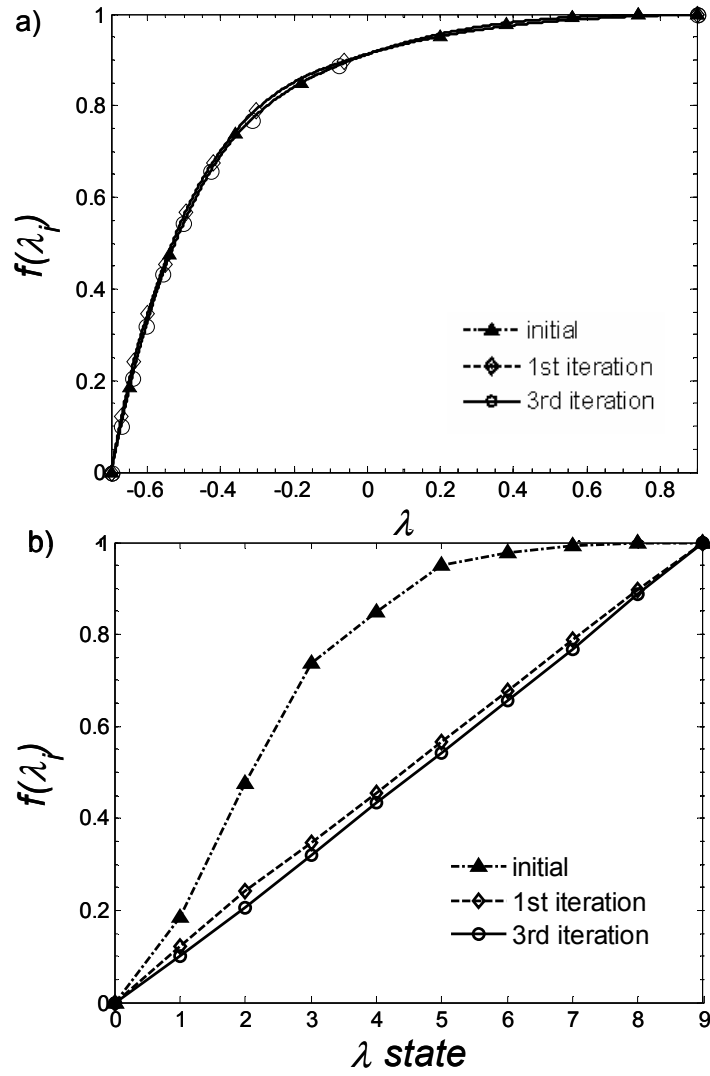 a)
1
0.8
0.6
0.4
0.2
0
f(λi)
initial
1st iteration
3rd iteration
-0.6 -0.4 -0.2 0 0.2 0.4 0.6 0.8
λ
b)
1
0.8
0.6
0.4
0.2
0
f(λi)
initial
1st iteration
3rd iteration
0 1 2 3 4 5 6 7 8 9
λ state